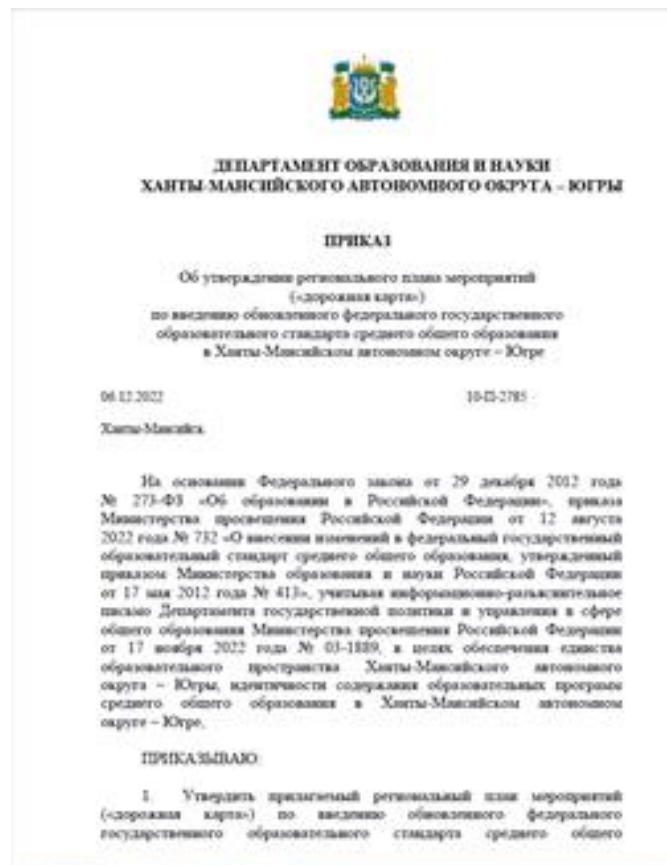 ДЕПАРТАМЕНТ ОБРАЗОВАНИЯ И НАУКИ
ХАНТЫ-МАНСИЙСКОГО АВТОНОМНОГО ОКРУГА – ЮГРЫ
ПРИКАЗ
Об утверждении регионального плана мероприятий
(«дорожная карта»)
по введению обновленного федерального государственного
образовательного стандарта среднего общего образования
в Ханты-Мансийском автономном округе – Югре
06.12.2022 10-П-2765
Ханты-Мансийск
На основании Федерального закона от 29 декабря 2012 года
№ 273-ФЗ «Об образовании в Российской Федерации», приказа
Министерства просвещения Российской Федерации от 12 августа
2022 года № 732 «О внесении изменений в федеральный государственный
образовательный стандарт среднего общего образования, утвержденный
приказом Министерства образования и науки Российской Федерации
от 17 мая 2012 года № 413», учитывая информационно-разъяснительное
письмо Департамента государственной политики и управления в сфере
общего образования Министерства просвещения Российской Федерации
от 17 ноября 2022 года № 03-1889, в целях обеспечения единства
образовательного пространства Ханты-Мансийского автономного
округа – Югры, идентичности содержания образовательных программ
среднего общего образования в Ханты-Мансийском автономном
округе – Югре,
ПРИКАЗЫВАЮ:
1. Утвердить прилагаемый региональный план мероприятий
(«дорожная карта») по введению обновленного федерального
государственного образовательного стандарта среднего общего